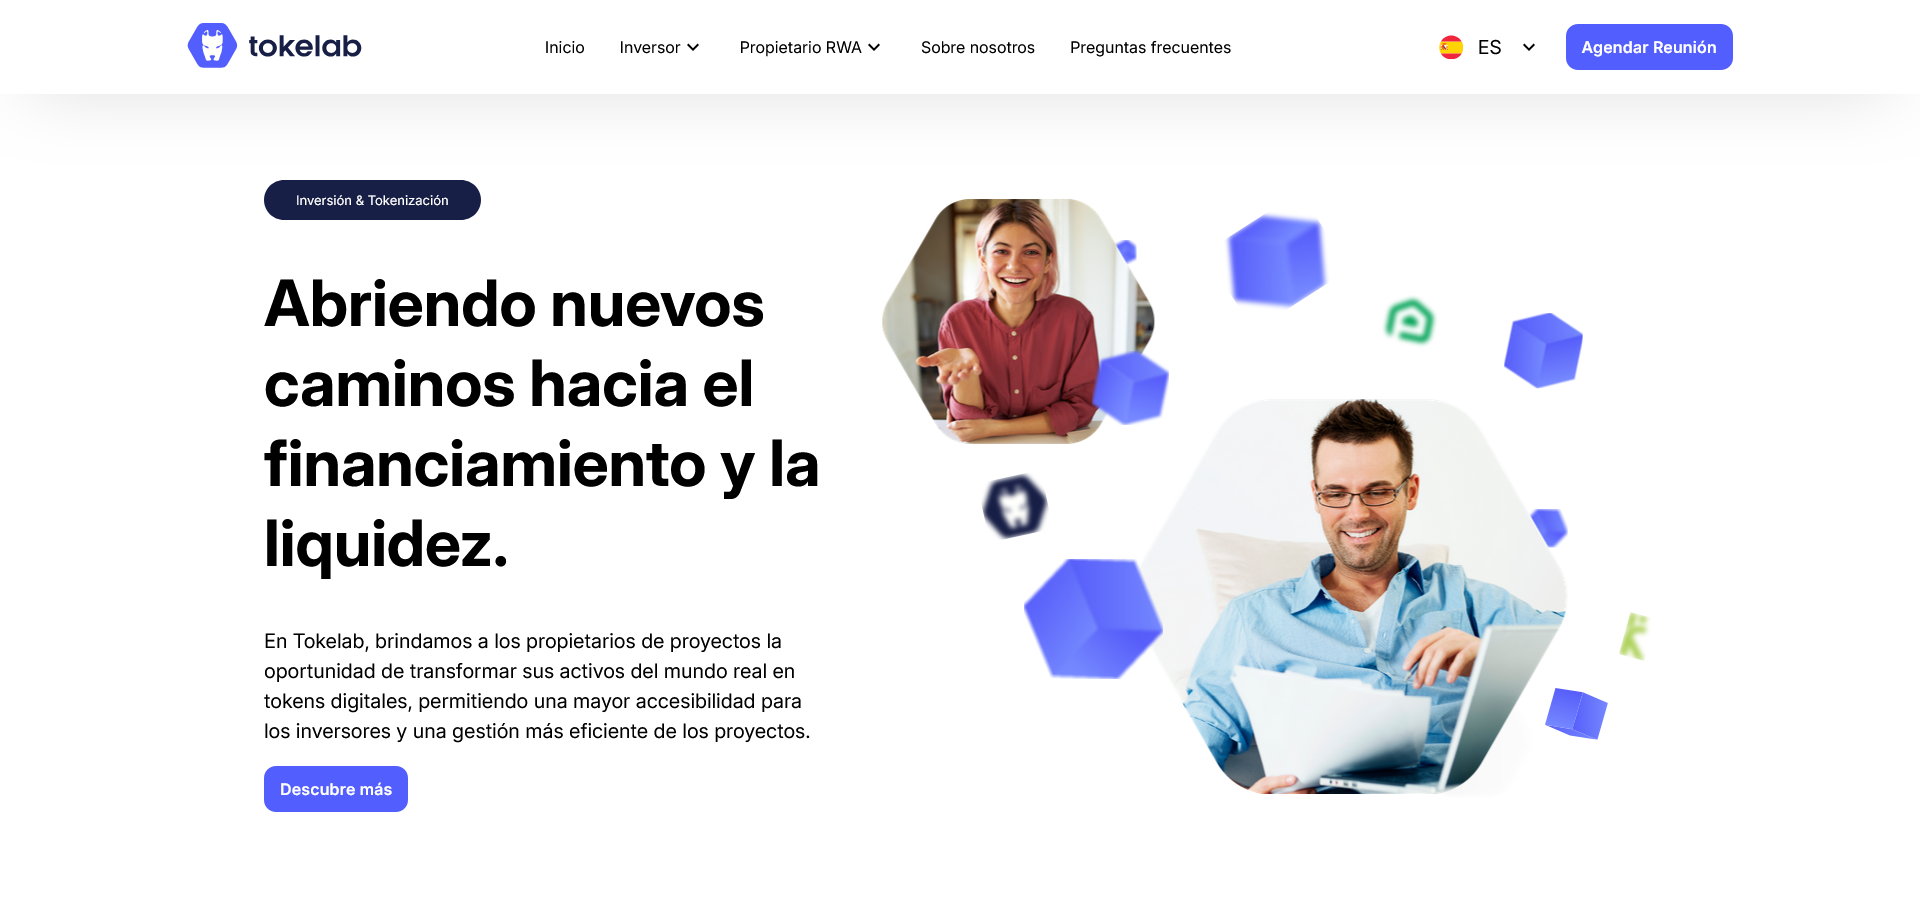 tokelab
Inicio
Inversor
Propietario RWA
Sobre nosotros
Preguntas frecuentes
ES
Agendar Reunión
Inversión & Tokenización
Abriendo nuevos
caminos hacia el
financiamiento y la
liquidez.
En Tokelab, brindamos a los propietarios de proyectos la
oportunidad de transformar sus activos del mundo real en
tokens digitales, permitiendo una mayor accesibilidad para
los inversores y una gestión más eficiente de los proyectos.
Descubre más